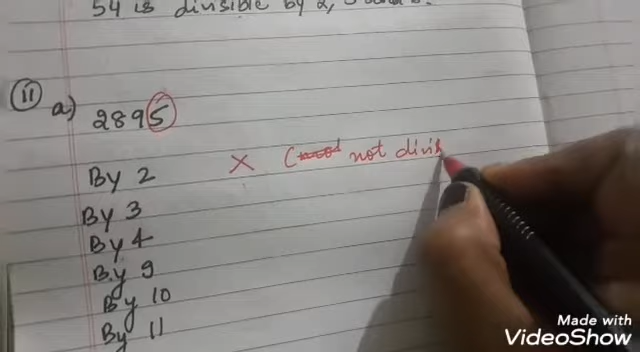 54 is divisible by 2,
11
a) 2895
By 2 × ( not divis
By 3
By 4
By 9
By 10
By 11
Made with
VideoShow